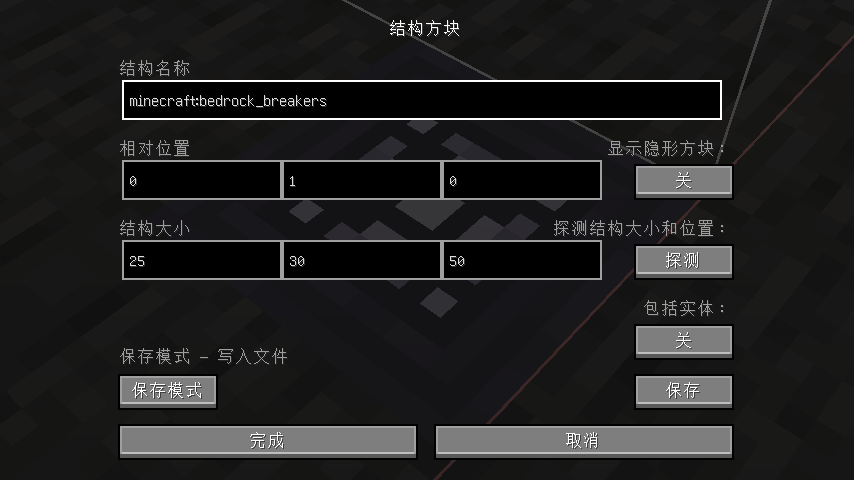 结构方块
结构名称
minecraft:bedrock_breakers
相对位置 显示隐形方块：
0 1 0 关
结构大小 探测结构大小和位置：
25 30 50 探测
包括实体：
关
保存模式 – 写入文件
保存模式 保存
完成 取消